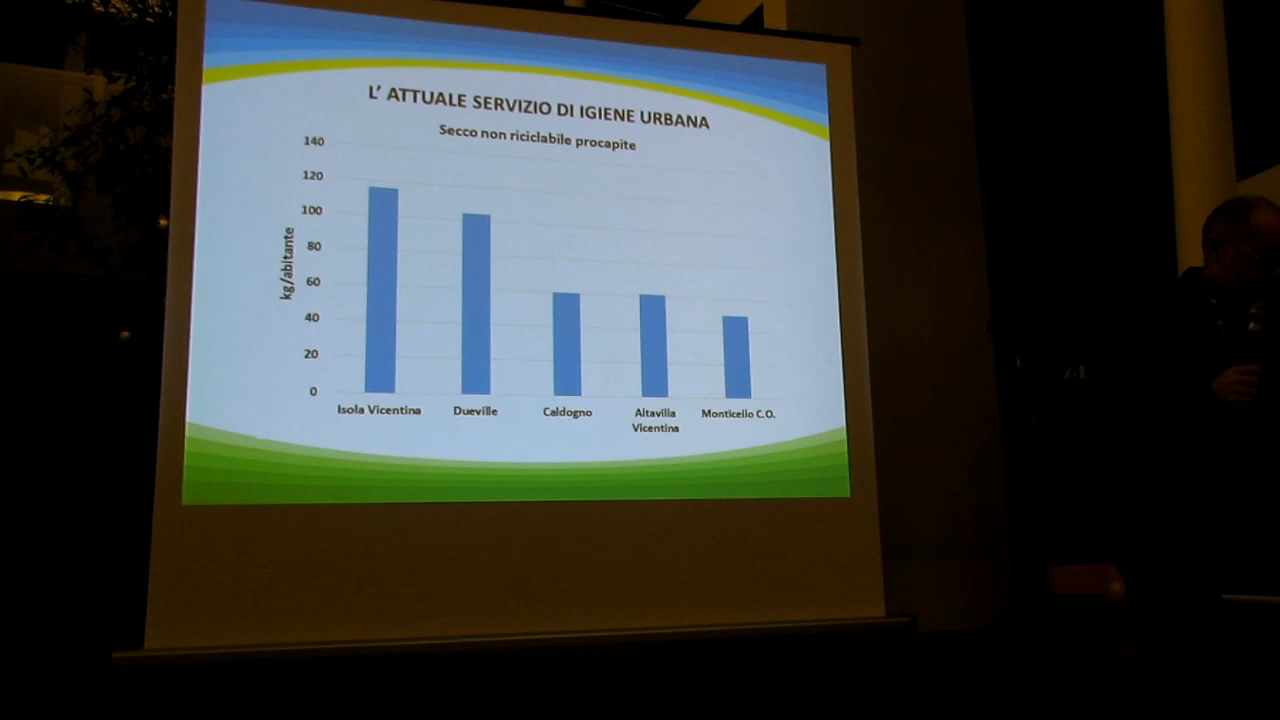 L' ATTUALE SERVIZIO DI IGIENE URBANA
Secco non riciclabile procapite
140
120
100
80
60
40
20
0
kg/abitante
Isola Vicentina
Dueville
Caldogno
Altavilla
Vicentina
Monticello C.O.